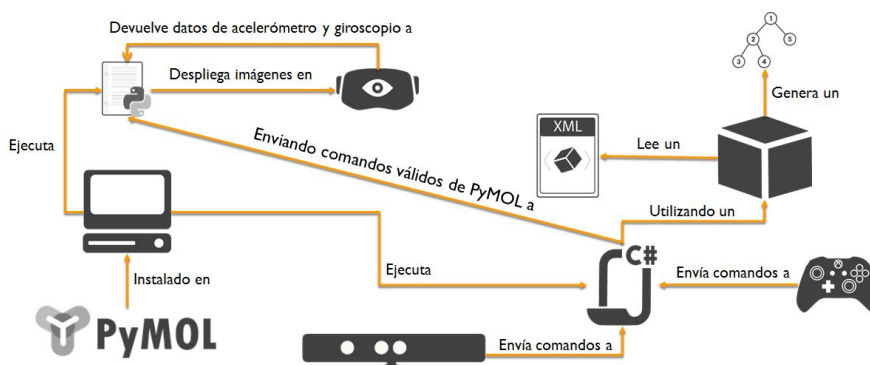 Devuelve datos de acelerómetro y giroscopio a
1
2
5
3
4
Despliega imágenes en
Genera un
XML
Ejecuta
Enviando comandos válidos de PyMOL a
Lee un
Utilizando un
C#
Ejecuta
Envía comandos a
Instalado en
PyMOL
Envía comandos a